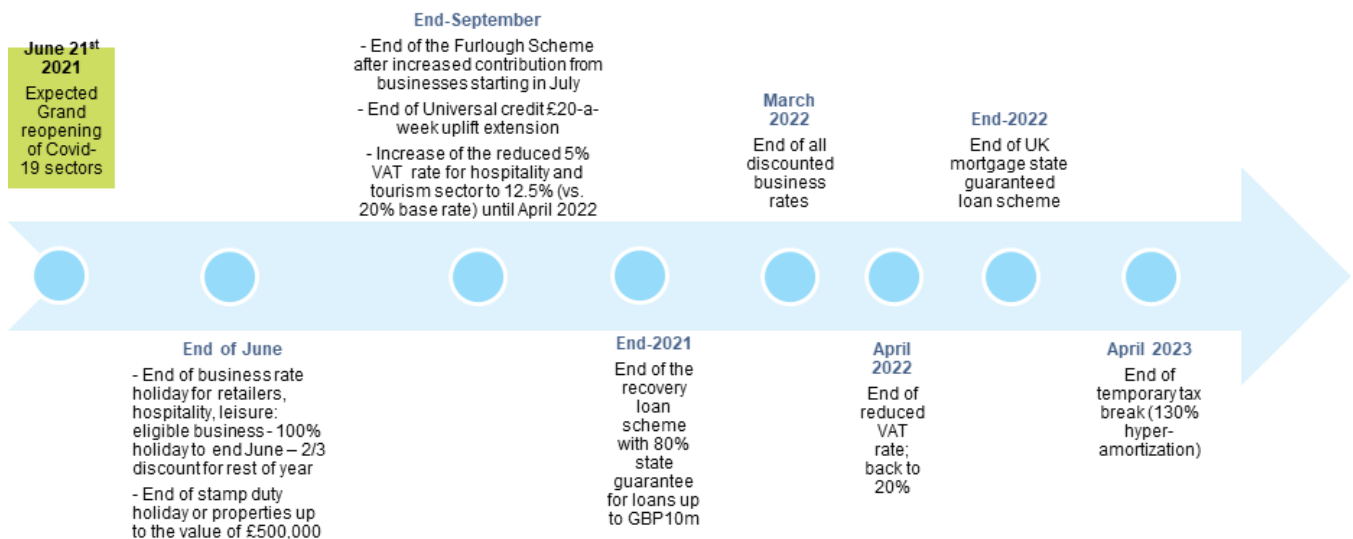 June 21st
2021
Expected
Grand
reopening
of Covid-
19 sectors
End of June
- End of business rate
holiday for retailers,
hospitality, leisure:
eligible business - 100%
holiday to end June – 2/3
discount for rest of year
- End of stamp duty
holiday or properties up
to the value of £500,000
End-September
- End of the Furlough Scheme
after increased contribution from
businesses starting in July
- End of Universal credit £20-a-
week uplift extension
- Increase of the reduced 5%
VAT rate for hospitality and
tourism sector to 12.5% (vs.
20% base rate) until April 2022
End-2021
End of the
recovery
loan
scheme
with 80%
state
guarantee
for loans up
to GBP10m
March
2022
End of all
discounted
business
rates
April
2022
End of
reduced
VAT
rate;
back to
20%
End-2022
End of UK
mortgage state
guaranteed
loan scheme
April 2023
End of
temporary tax
break (130%
hyper-
amortization)